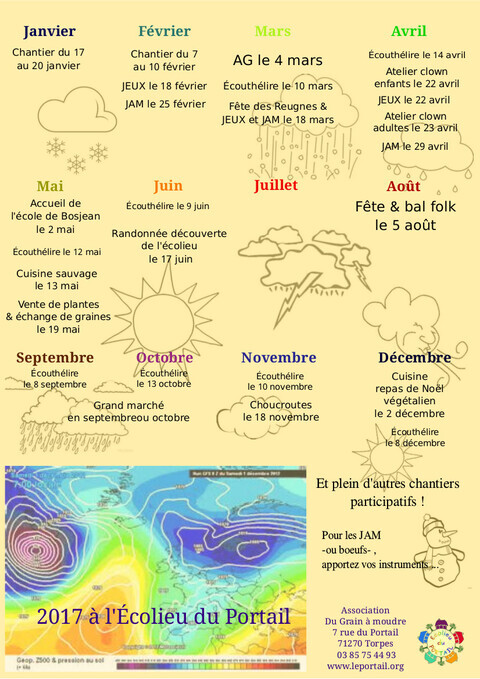 Janvier
Chantier du 17
au 20 janvier
Février
Chantier du 7
au 10 février
JEUX le 18 février
JAM le 25 février
Mars
AG le 4 mars
Écouthélire le 10 mars
Fête des Reugnes &
JEUX et JAM le 18 mars
Avril
Écouthélire le 14 avril
Atelier clown
enfants le 22 avril
JEUX le 22 avril
Atelier clown
adultes le 23 avril
JAM le 29 avril
Mai
Accueil de
l'école de Bosjean
le 2 mai
Écouthélire le 12 mai
Cuisine sauvage
le 13 mai
Vente de plantes
& échange de graines
le 19 mai
Juin
Écouthélire le 9 juin
Randonnée découverte
de l'écolieu
le 17 juin
Juillet
Août
Fête & bal folk
le 5 août
Septembre
Écouthélire
le 8 septembre
Octobre
Écouthélire
le 13 octobre
Grand marché
en septembreou octobre
Novembre
Écouthélire
le 10 novembre
Choucroutes
le 18 novembre
Décembre
Cuisine
repas de Noël
végétalien
le 2 décembre
Écouthélire
le 8 décembre
Et plein d'autres chantiers
participatifs !
Pour les JAM
-ou boeufs- ,
apportez vos instruments...
2017 à l'Écolieu du Portail
Geop. Z500 & pression au sol
Association
Du Grain à moudre
7 rue du Portail
71270 Torpes
03 85 75 44 93
www.leportail.org